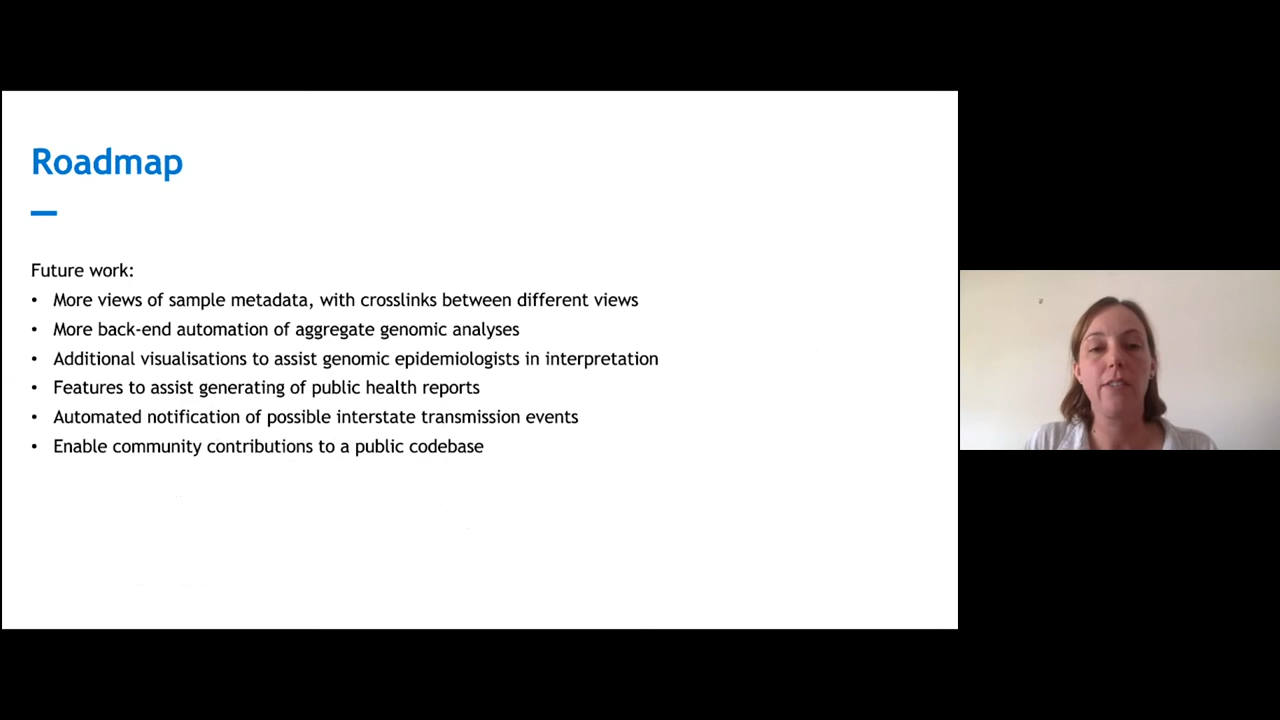 Roadmap
Future work:
• More views of sample metadata, with crosslinks between different views
• More back-end automation of aggregate genomic analyses
• Additional visualisations to assist genomic epidemiologists in interpretation
• Features to assist generating of public health reports
• Automated notification of possible interstate transmission events
• Enable community contributions to a public codebase